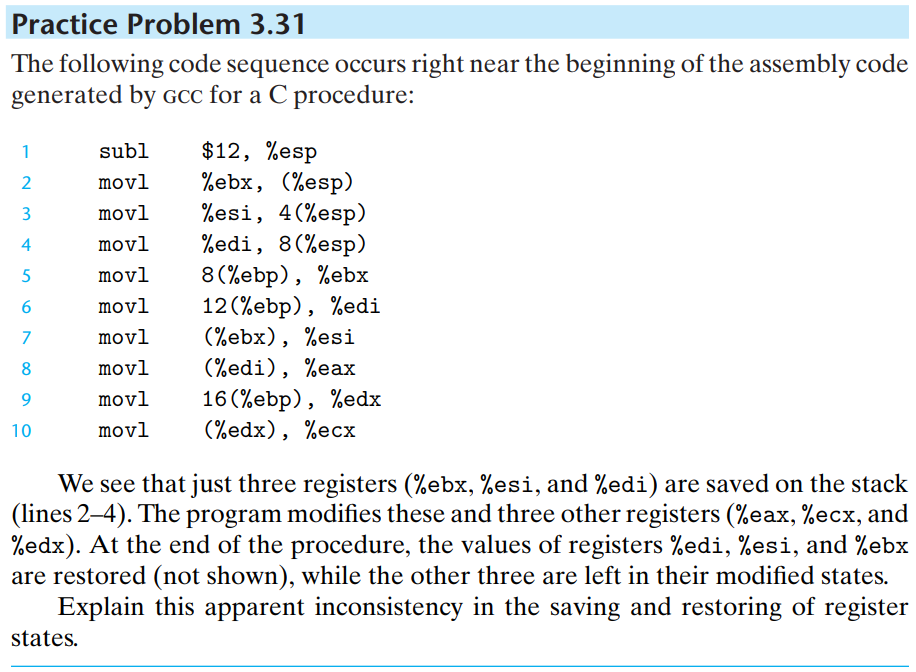 Practice Problem 3.31
The following code sequence occurs right near the beginning of the assembly code
generated by GCC for a C procedure:
1 subl $12, %esp
2 movl %ebx, (%esp)
3 movl %esi, 4(%esp)
4 movl %edi, 8(%esp)
5 movl 8(%ebp), %ebx
6 movl 12(%ebp), %edi
7 movl (%ebx), %esi
8 movl (%edi), %eax
9 movl 16(%ebp), %edx
10 movl (%edx), %ecx
We see that just three registers (%ebx, %esi, and %edi) are saved on the stack
(lines 2–4). The program modifies these and three other registers (%eax, %ecx, and
%edx). At the end of the procedure, the values of registers %edi, %esi, and %ebx
are restored (not shown), while the other three are left in their modified states.
Explain this apparent inconsistency in the saving and restoring of register
states.